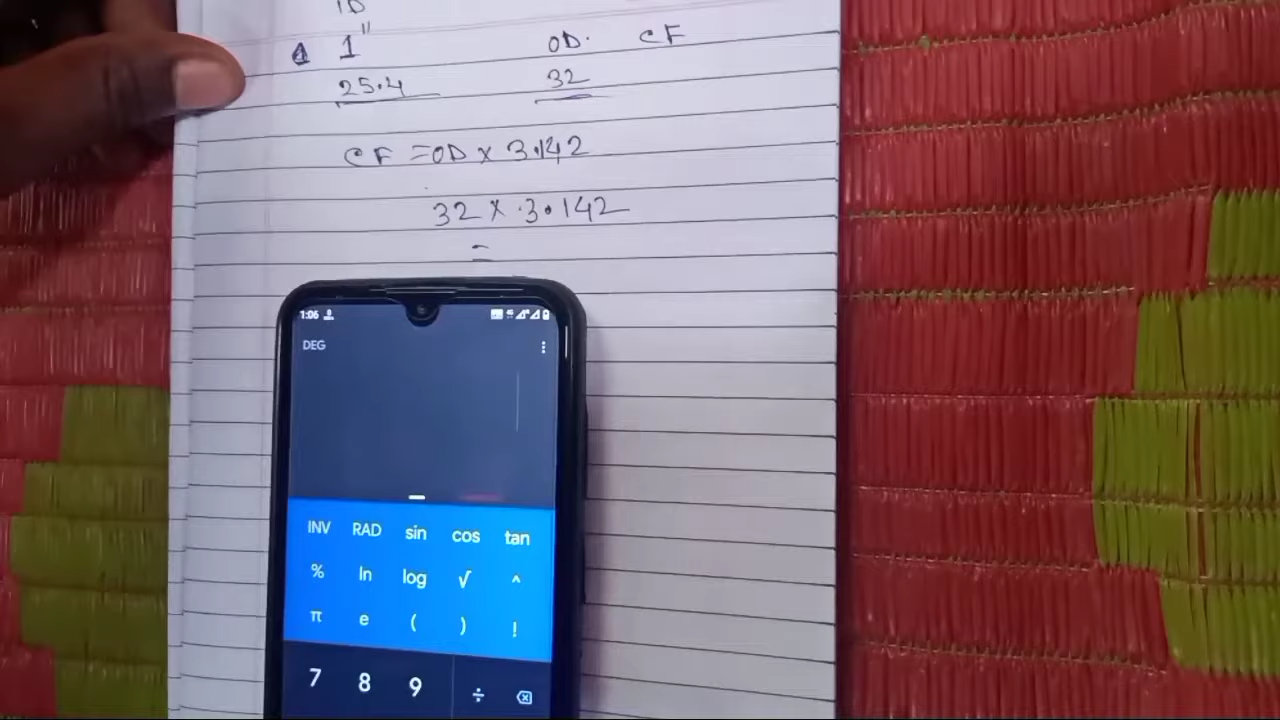 ID
1" OD. CF
25.4 32
CF = OD x 3.142
32 x 3.142
=
1:06
DEG
INV RAD sin cos tan
% ln log √ ^
π e ( ) !
7 8 9 ÷